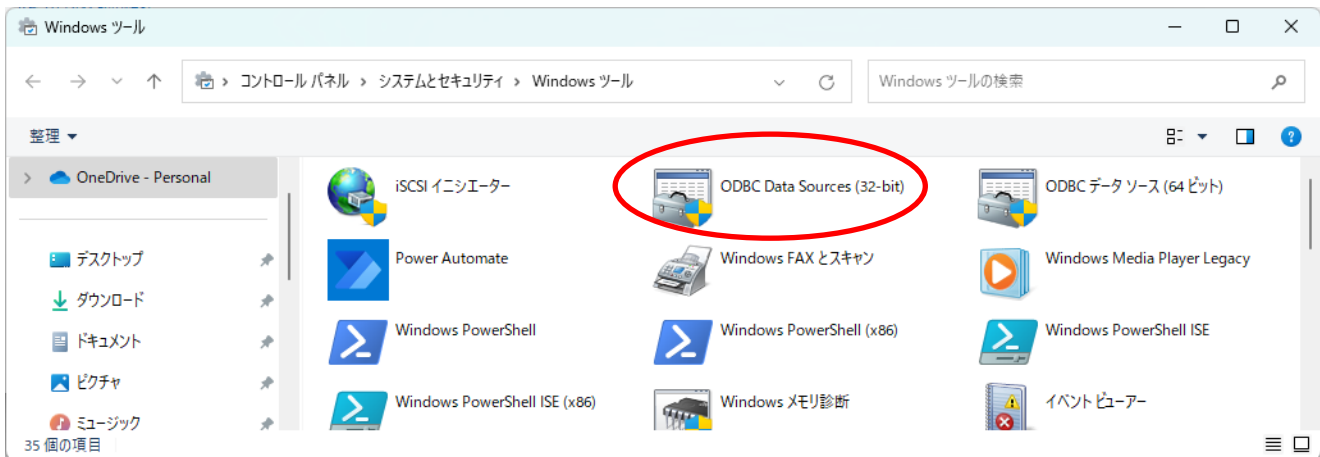 Windows ツール
コントロール パネル > システムとセキュリティ > Windows ツール
Windows ツールの検索
整理
OneDrive - Personal
デスクトップ
ダウンロード
ドキュメント
ピクチャ
ミュージック
iSCSI イニシエーター
ODBC Data Sources (32-bit)
ODBC データ ソース (64 ビット)
Power Automate
Windows FAX とスキャン
Windows Media Player Legacy
Windows PowerShell
Windows PowerShell (x86)
Windows PowerShell ISE
Windows PowerShell ISE (x86)
Windows メモリ診断
イベント ビューアー
35 個の項目